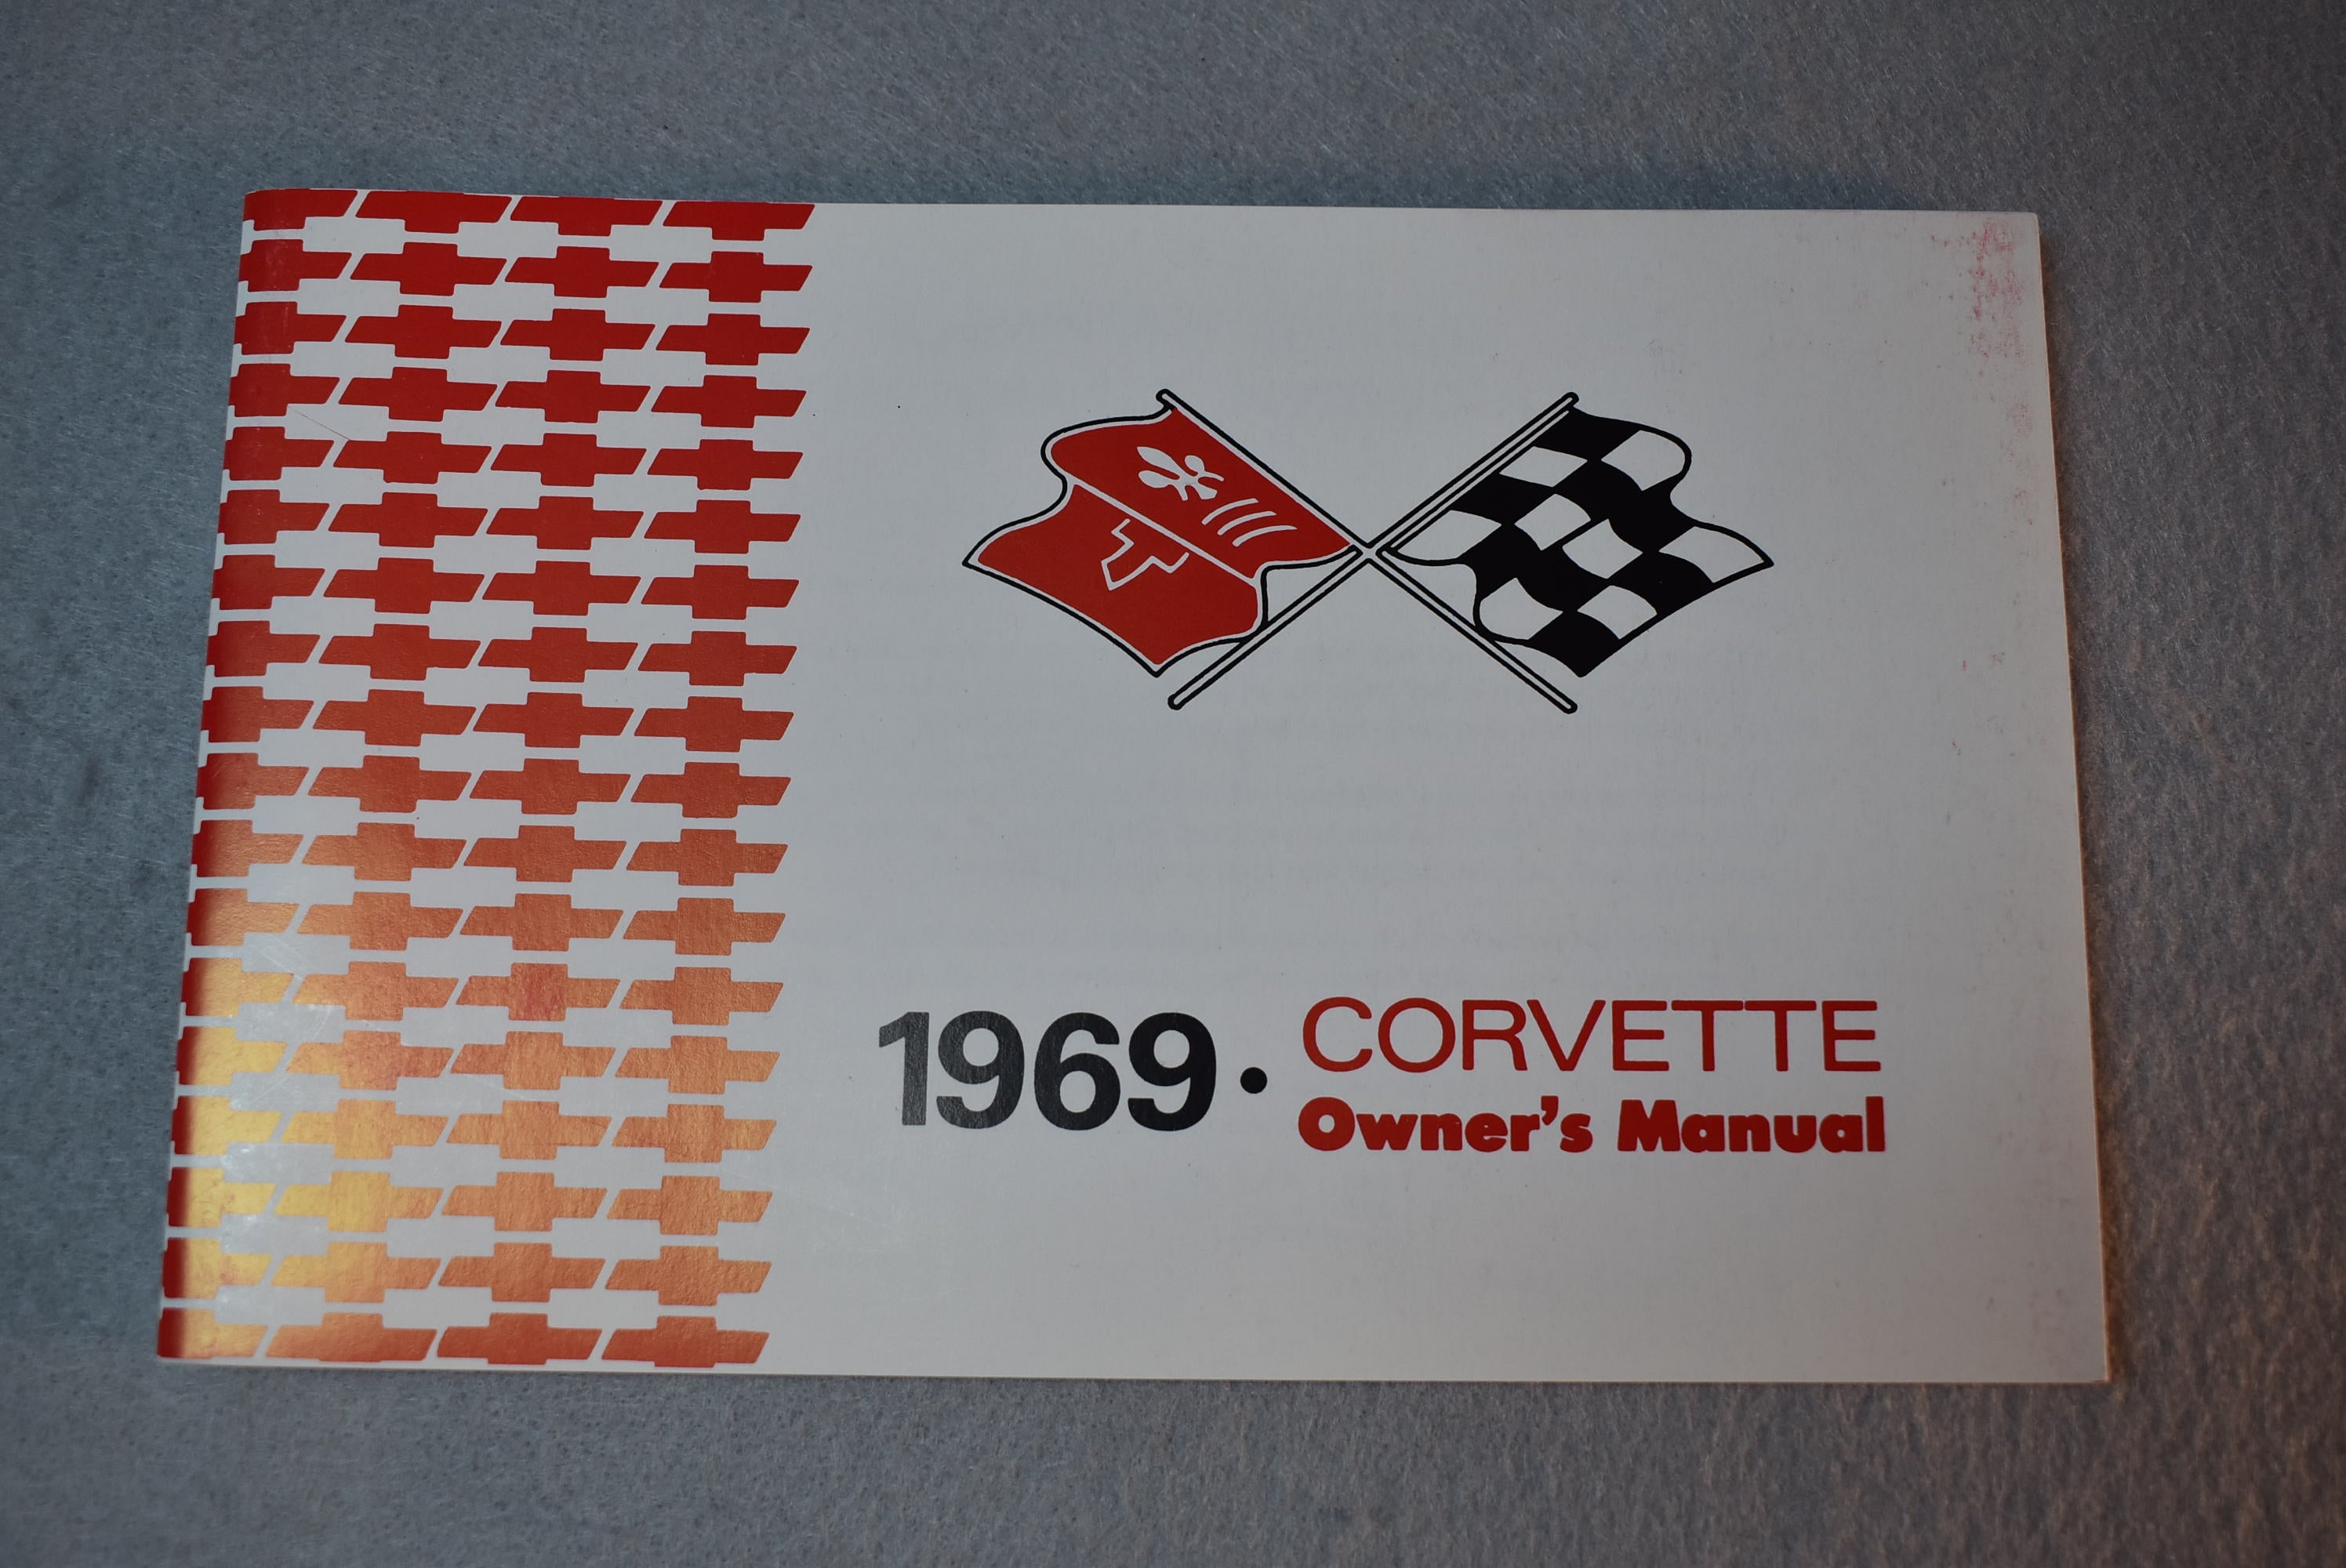 1969 •
CORVETTE
Owner's Manual